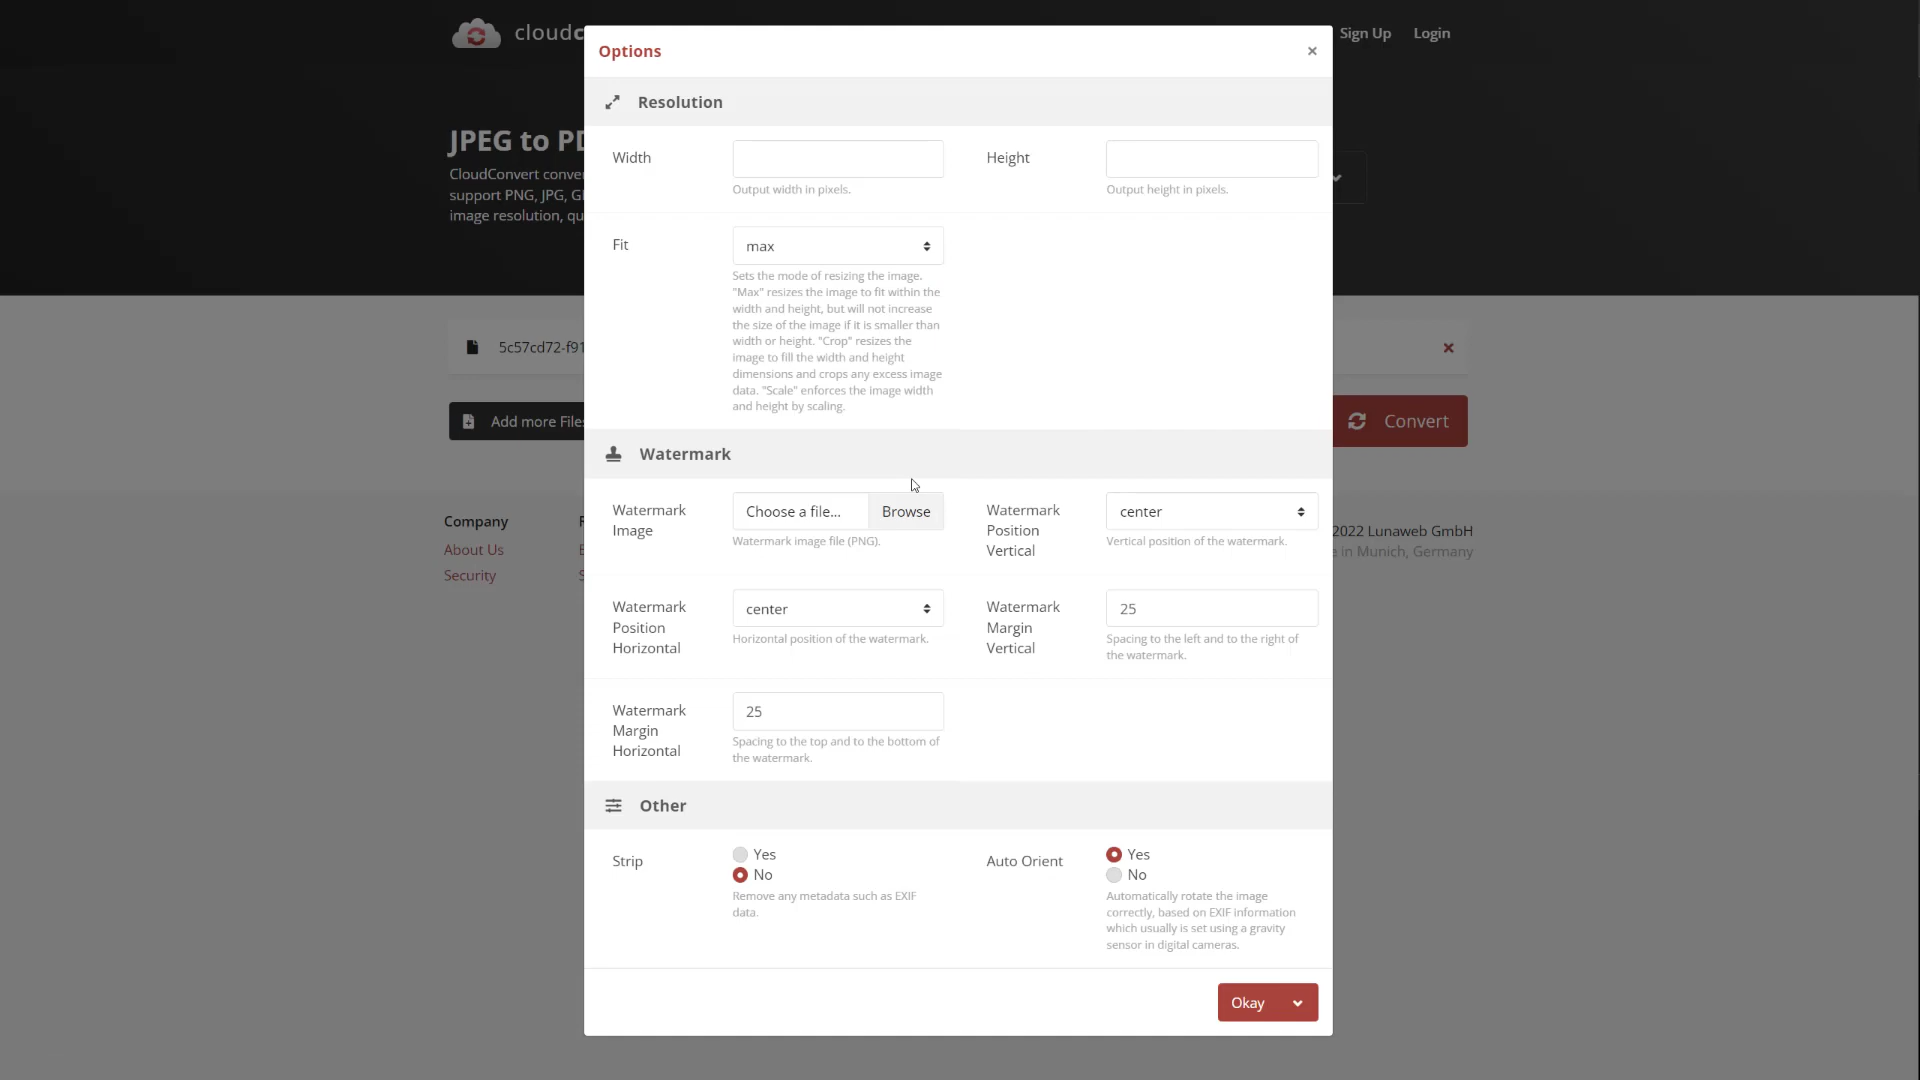 cloudc
Sign Up
Login
Options
×
Resolution
JPEG to PD
CloudConvert conver
support PNG, JPG, GI
image resolution, qu
Width
Output width in pixels.
Height
Output height in pixels.
Fit
max
Sets the mode of resizing the image.
"Max" resizes the image to fit within the
width and height, but will not increase
the size of the image if it is smaller than
width or height. "Crop" resizes the
image to fill the width and height
dimensions and crops any excess image
data. "Scale" enforces the image width
and height by scaling.
5c57cd72-f91
Add more Files
Convert
Watermark
Watermark
Image
Choose a file...
Browse
Watermark image file (PNG).
Watermark
Position
Vertical
center
Vertical position of the watermark.
Company
About Us
Security
2022 Lunaweb GmbH
e in Munich, Germany
Watermark
Position
Horizontal
center
Horizontal position of the watermark.
Watermark
Margin
Vertical
25
Spacing to the left and to the right of
the watermark.
Watermark
Margin
Horizontal
25
Spacing to the top and to the bottom of
the watermark.
Other
Strip
Yes
No
Remove any metadata such as EXIF
data.
Auto Orient
Yes
No
Automatically rotate the image
correctly, based on EXIF information
which usually is set using a gravity
sensor in digital cameras.
Okay